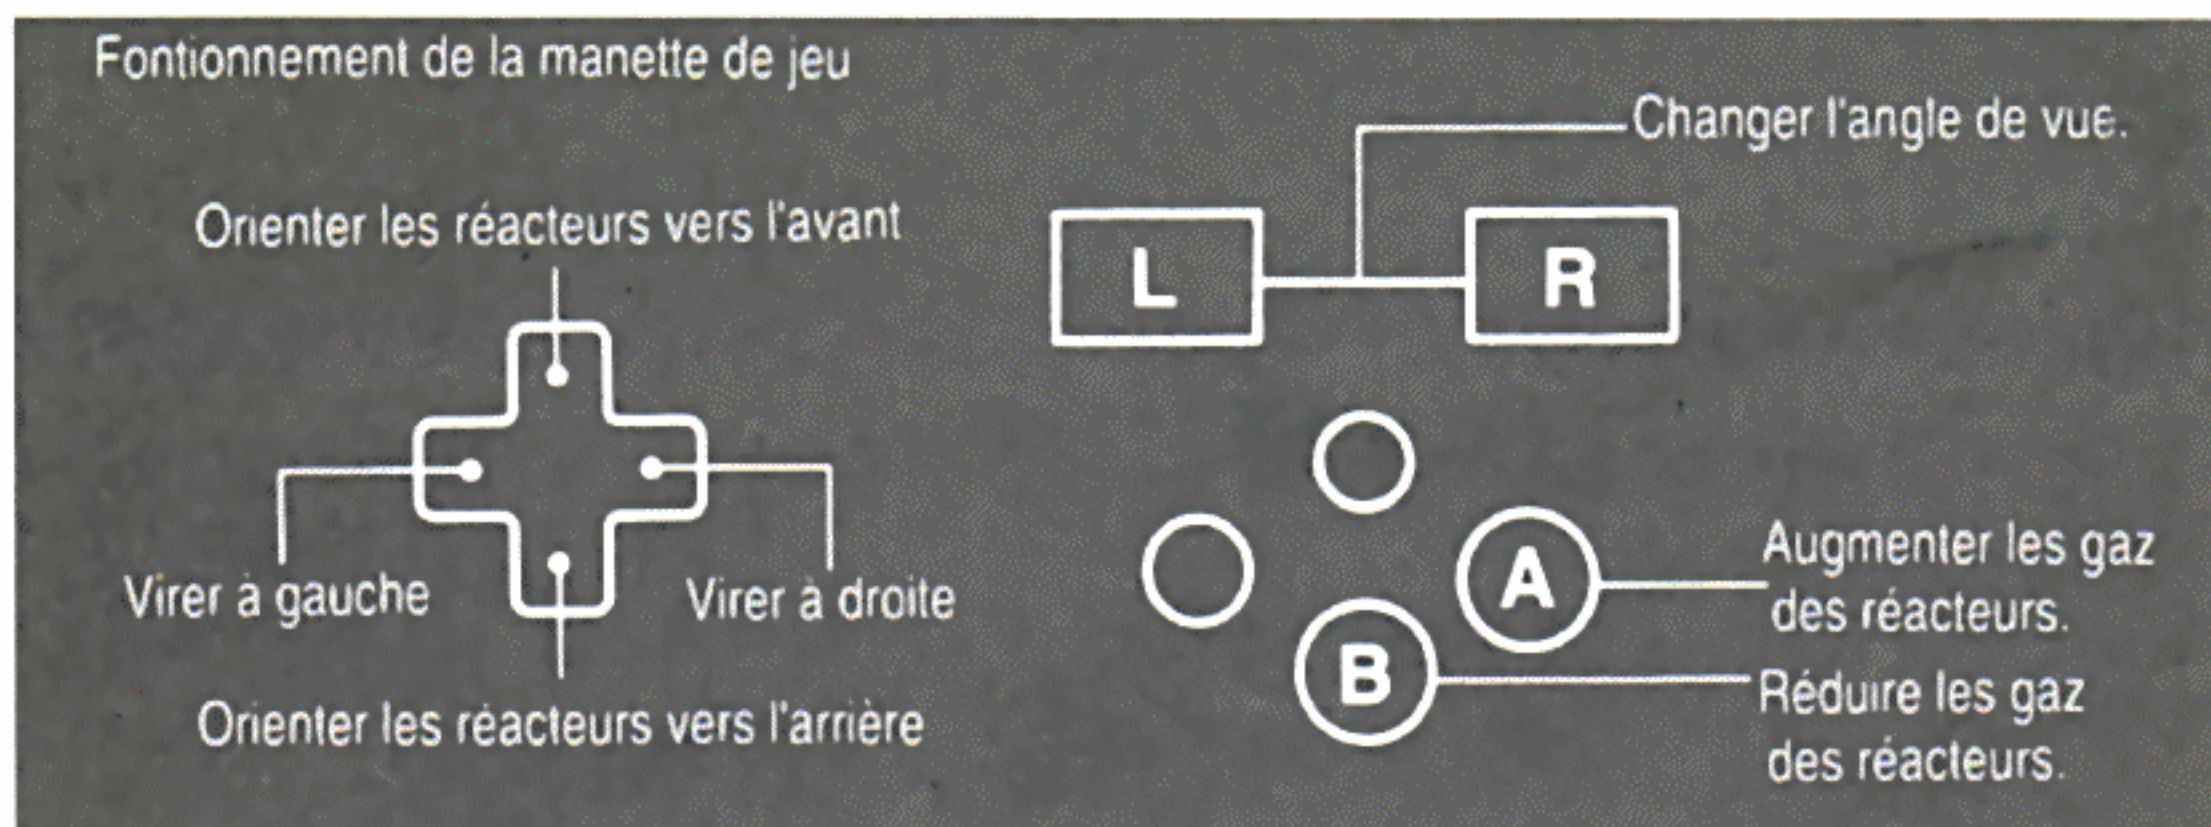 Fontionnement de la manette de jeu
Changer l'angle de vue.
Orienter les réacteurs vers l'avant
L
R
Virer à gauche
Virer à droite
Orienter les réacteurs vers l'arrière
A
Augmenter les gaz
des réacteurs.
B
Réduire les gaz
des réacteurs.